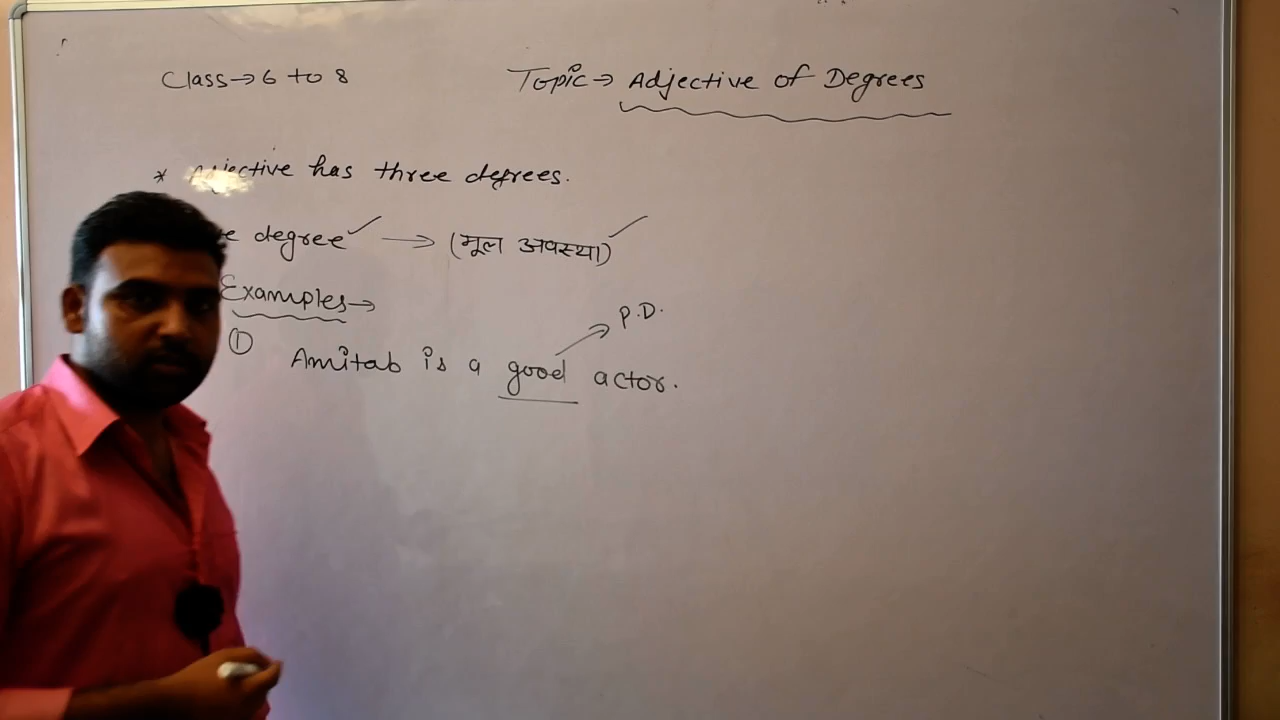 Class→6 to 8
Topic→ Adjective of Degrees
* Adjective has three degrees.
degree → (मूल अवस्था)
Examples→
P.D.
① Amitab is a good actor.